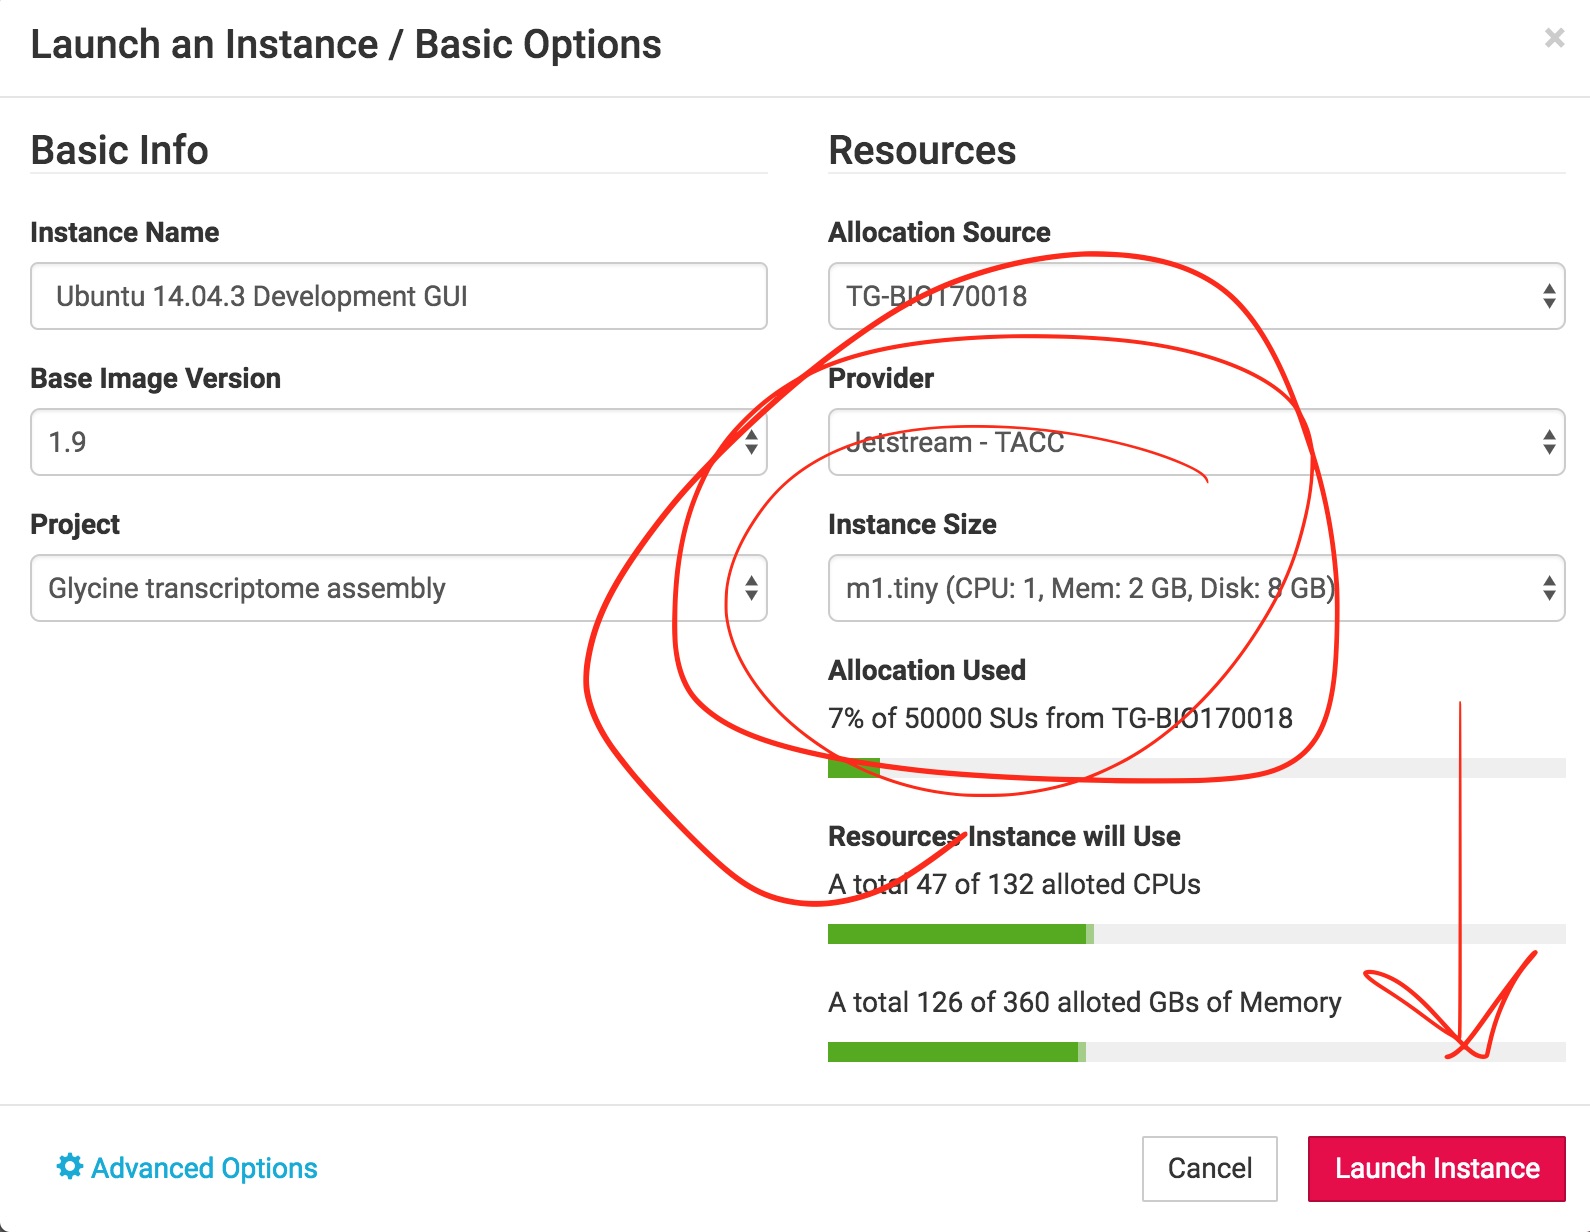 Launch an Instance / Basic Options
×
Basic Info
Instance Name
Ubuntu 14.04.3 Development GUI
Base Image Version
1.9
Project
Glycine transcriptome assembly
Resources
Allocation Source
TG-BIO170018
Provider
Jetstream - TACC
Instance Size
m1.tiny (CPU: 1, Mem: 2 GB, Disk: 8 GB)
Allocation Used
7% of 50000 SUs from TG-BIO170018
Resources Instance will Use
A total 47 of 132 alloted CPUs
A total 126 of 360 alloted GBs of Memory
Advanced Options
Cancel
Launch Instance